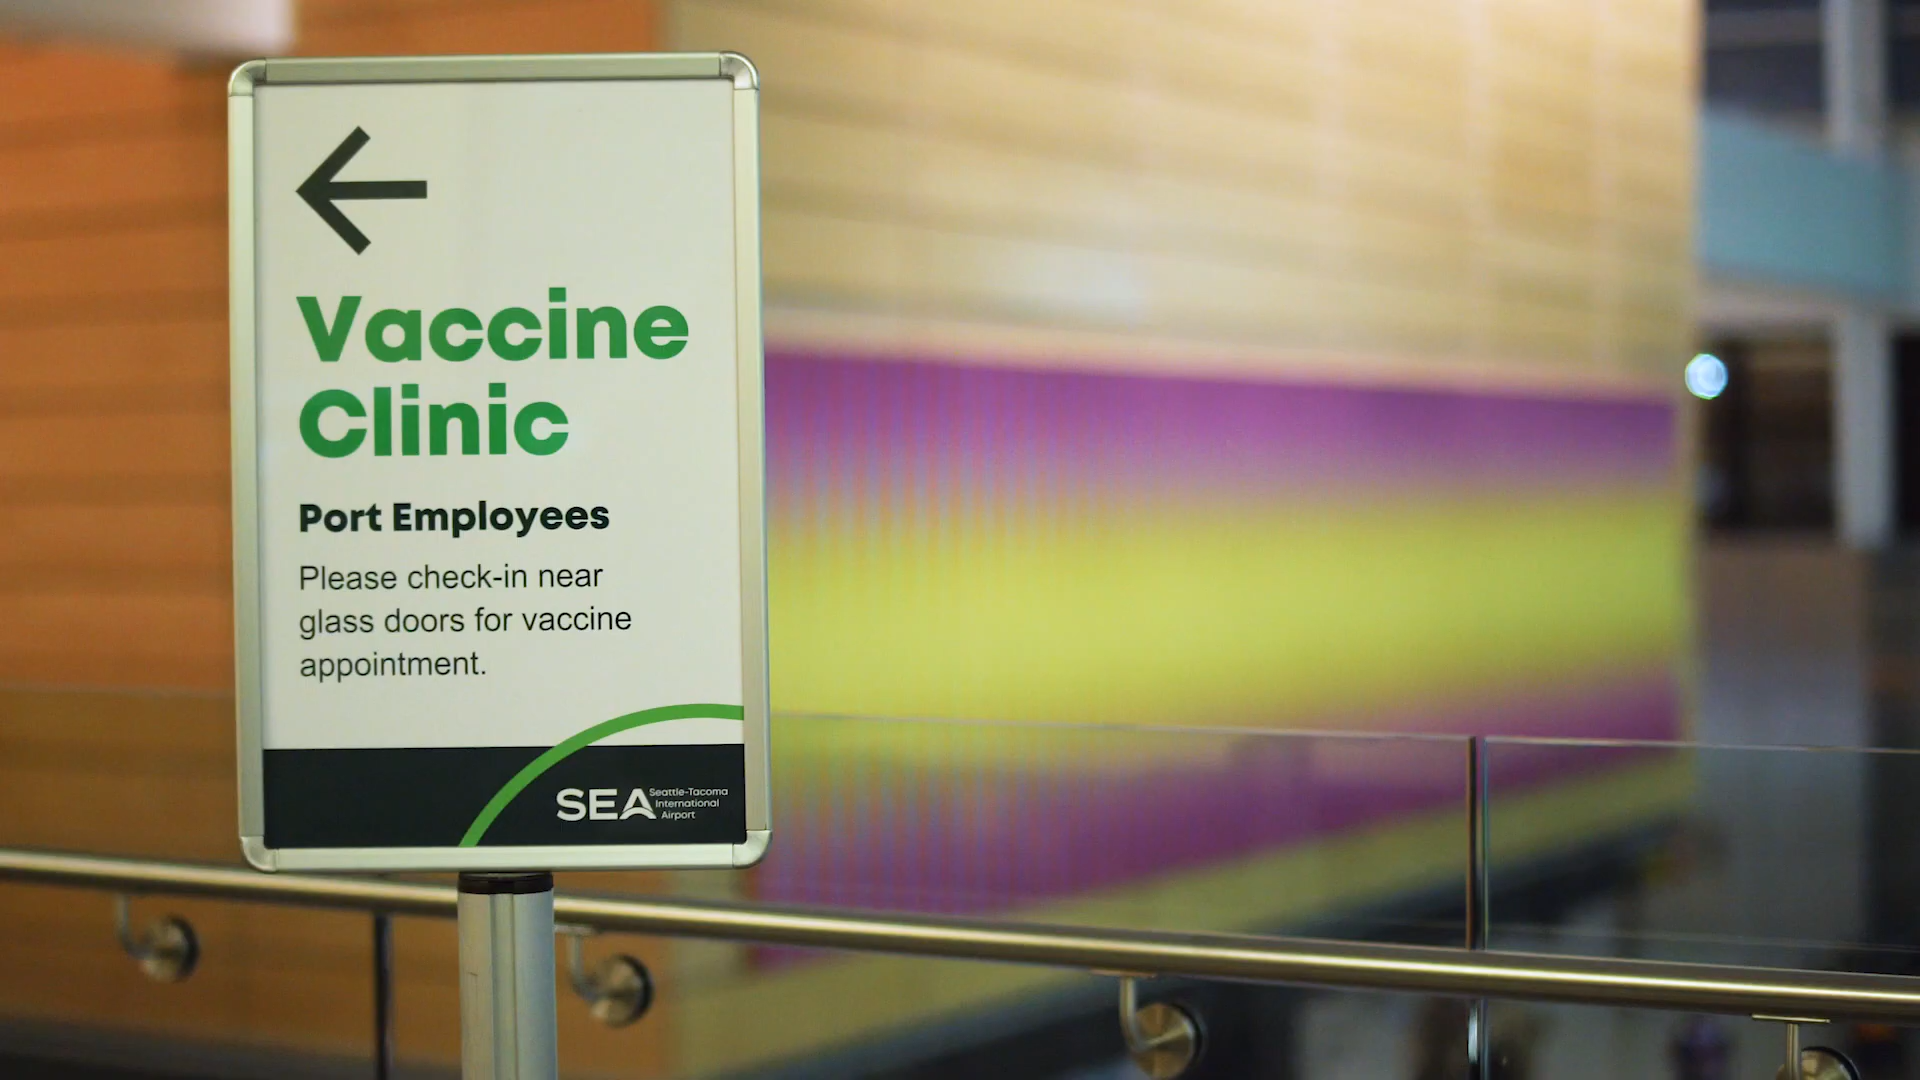 Vaccine
Clinic
Port Employees
Please check-in near
glass doors for vaccine
appointment.
SEA
Seattle-Tacoma
International
Airport